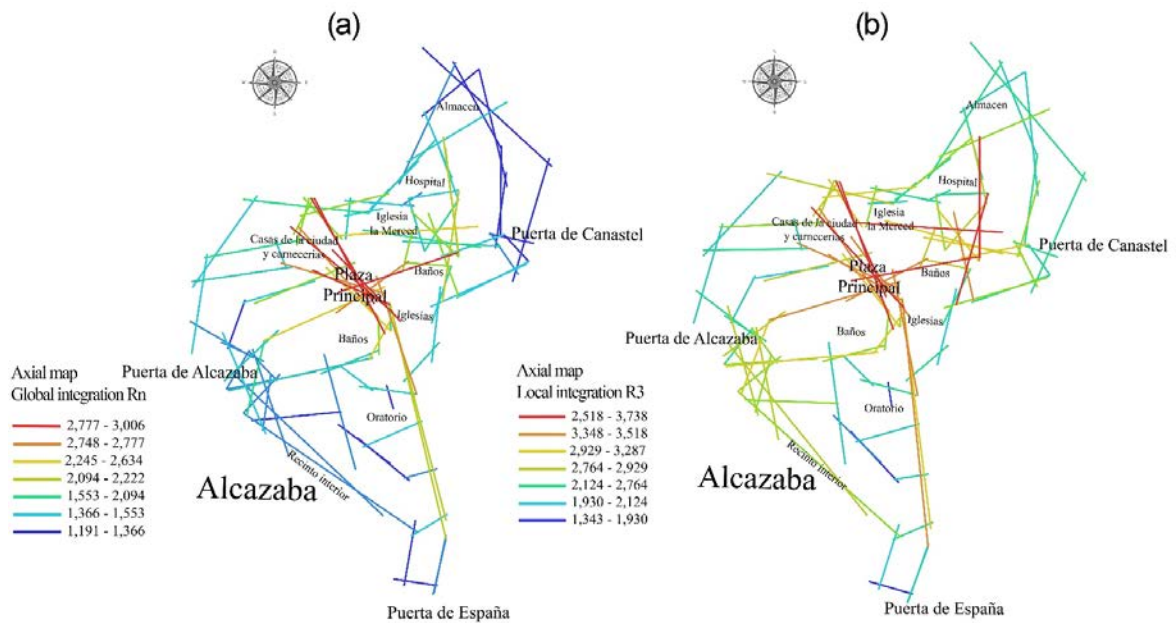 (a)
Almacen
Hospital
Iglesia
la Merced
Casas de la ciudad
y carnecerias
Puerta de Canastel
Plaza
Principal
Baños
Iglesias
Baños
Puerta de Alcazaba
Axial map
Global integration Rn
2,777 - 3,006
2,748 - 2,777
2,245 - 2,634
2,094 - 2,222
1,553 - 2,094
1,366 - 1,553
1,191 - 1,366
Oratorio
Recinto interior
Alcazaba
Puerta de España
(b)
Almacen
Hospital
Iglesia
la Merced
Casas de la ciudad
y carnecerias
Puerta de Canastel
Plaza
Principal
Baños
Iglesias
Baños
Puerta de Alcazaba
Axial map
Local integration R3
2,518 - 3,738
3,348 - 3,518
2,929 - 3,287
2,764 - 2,929
2,124 - 2,764
1,930 - 2,124
1,343 - 1,930
Oratorio
Recinto interior
Alcazaba
Puerta de España